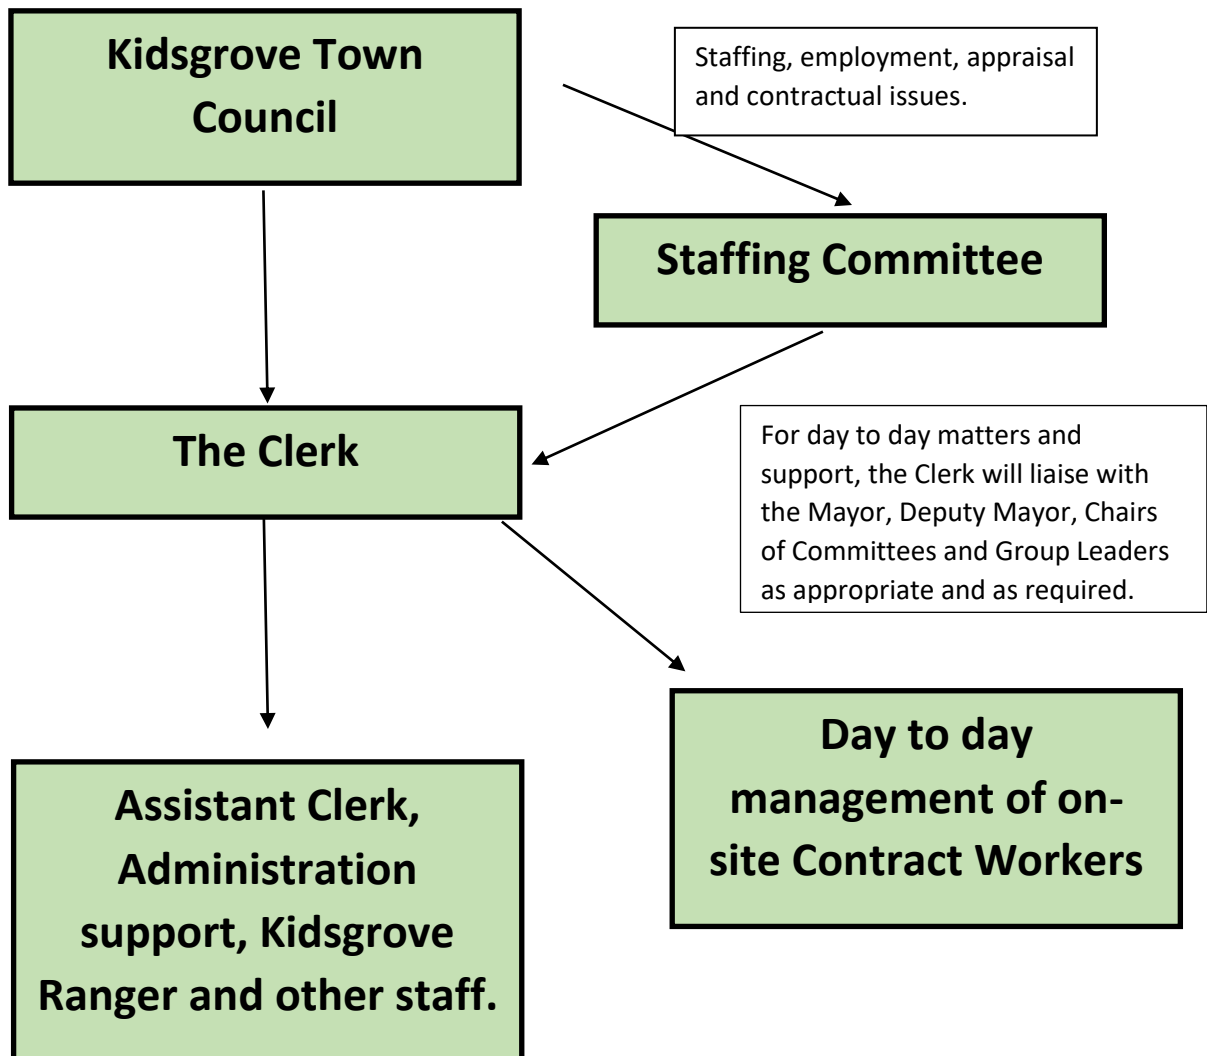 Kidsgrove Town
Council
Staffing, employment, appraisal
and contractual issues.
Staffing Committee
The Clerk
For day to day matters and
support, the Clerk will liaise with
the Mayor, Deputy Mayor, Chairs
of Committees and Group Leaders
as appropriate and as required.
Day to day
management of on-
site Contract Workers
Assistant Clerk,
Administration
support, Kidsgrove
Ranger and other staff.